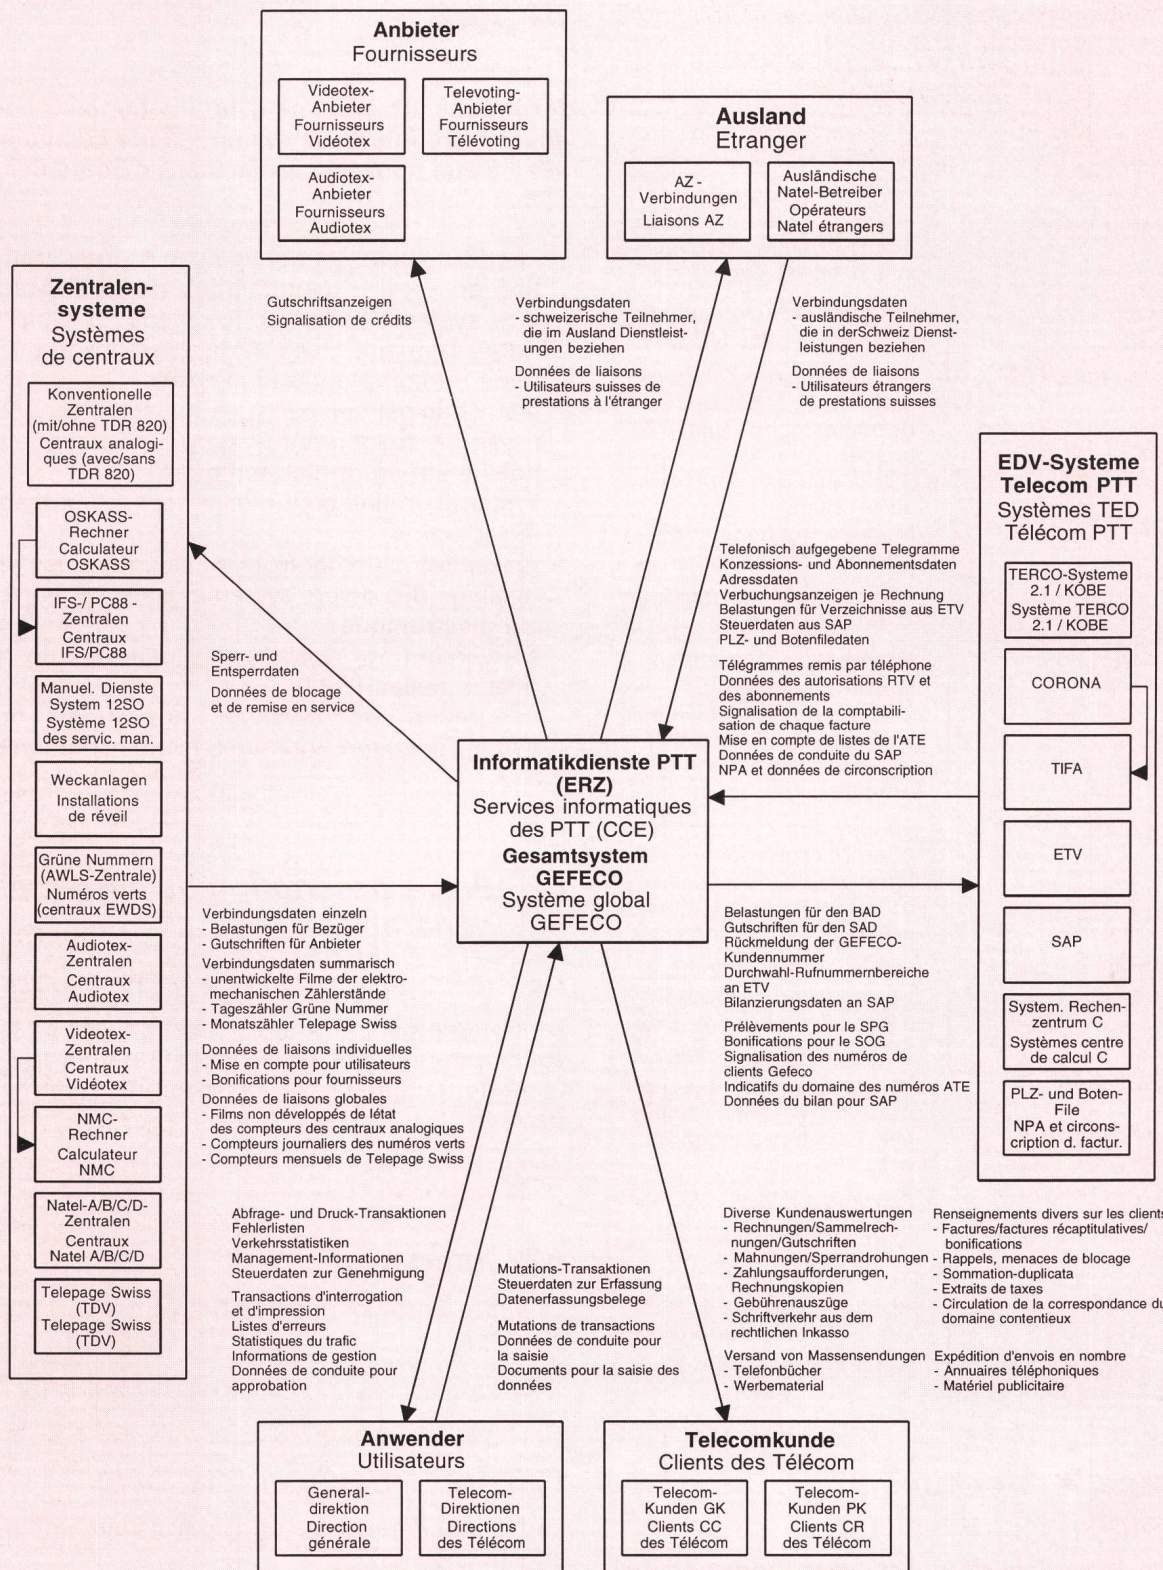 Anbieter
Fournisseurs
Videotex-
Anbieter
Fournisseurs
Vidéotex
Televoting-
Anbieter
Fournisseurs
Télévoting
Audiotex-
Anbieter
Fournisseurs
Audiotex
Ausland
Etranger
AZ -
Verbindungen
Liaisons AZ
Ausländische
Natel-Betreiber
Opérateurs
Natel étrangers
Zentralen-
systeme
Systèmes
de centraux
Konventionelle
Zentralen
(mit/ohne TDR 820)
Centraux analogi-
ques (avec/sans
TDR 820)
OSKASS-
Rechner
Calculateur
OSKASS
IFS-/ PC88 -
Zentralen
Centraux
IFS/PC88
Manuel. Dienste
System 12SO
Système 12SO
des servic. man.
Weckanlagen
Installations
de réveil
Grüne Nummern
(AWLS-Zentrale)
Numéros verts
(centraux EWDS)
Audiotex-
Zentralen
Centraux
Audiotex
Videotex-
Zentralen
Centraux
Vidéotex
NMC-
Rechner
Calculateur
NMC
Natel-A/B/C/D-
Zentralen
Centraux
Natel A/B/C/D
Telepage Swiss
(TDV)
Telepage Swiss
(TDV)
Gutschriftsanzeigen
Signalisation de crédits
Verbindungsdaten
- schweizerische Teilnehmer,
die im Ausland Dienstleist-
ungen beziehen
Données de liaisons
- Utilisateurs suisses de
prestations à l'étranger
Verbindungsdaten
- ausländische Teilnehmer,
die in derSchweiz Dienst-
leistungen beziehen
Données de liaisons
- Utilisateurs étrangers
de prestations suisses
EDV-Systeme
Telecom PTT
Systèmes TED
Télécom PTT
TERCO-Systeme
2.1 / KOBE
Système TERCO
2.1 / KOBE
CORONA
TIFA
ETV
SAP
System. Rechen-
zentrum C
Systèmes centre
de calcul C
PLZ- und Boten-
File
NPA et circons-
cription d. factur.
Sperr- und
Entsperrdaten
Données de blocage
et de remise en service
Telefonisch aufgegebene Telegramme
Konzessions- und Abonnementsdaten
Adressdaten
Verbuchungsanzeigen je Rechnung
Belastungen für Verzeichnisse aus ETV
Steuerdaten aus SAP
PLZ- und Botenfiledaten
Télégrammes remis par téléphone
Données des autorisations RTV et
des abonnements
Signalisation de la comptabili-
sation de chaque facture
Mise en compte de listes de l'ATE
Données de conduite du SAP
NPA et données de circonscription
Informatikdienste PTT
(ERZ)
Services informatiques
des PTT (CCE)
Gesamtsystem
GEFECO
Système global
GEFECO
Verbindungsdaten einzeln
- Belastungen für Bezüger
- Gutschriften für Anbieter
Verbindungsdaten summarisch
- unentwickelte Filme der elektro-
mechanischen Zählerstände
- Tageszähler Grüne Nummer
- Monatszähler Telepage Swiss
Données de liaisons individuelles
- Mise en compte pour utilisateurs
- Bonifications pour fournisseurs
Données de liaisons globales
- Films non développés de létat
des compteurs des centraux analogiques
- Compteurs journaliers des numéros verts
- Compteurs mensuels de Telepage Swiss
Belastungen für den BAD
Gutschriften für den SAD
Rückmeldung der GEFECO-
Kundennummer
Durchwahl-Rufnummernbereiche
an ETV
Bilanzierungsdaten an SAP
Prélèvements pour le SPG
Bonifications pour le SOG
Signalisation des numéros de
clients Gefeco
Indicatifs du domaine des numéros ATE
Données du bilan pour SAP
Abfrage- und Druck-Transaktionen
Fehlerlisten
Verkehrsstatistiken
Management-Informationen
Steuerdaten zur Genehmigung
Transactions d'interrogation
et d'impression
Listes d'erreurs
Statistiques du trafic
Informations de gestion
Données de conduite pour
approbation
Mutations-Transaktionen
Steuerdaten zur Erfassung
Datenerfassungsbelege
Mutations de transactions
Données de conduite pour
la saisie
Documents pour la saisie des
données
Diverse Kundenauswertungen
- Rechnungen/Sammelrech-
nungen/Gutschriften
- Mahnungen/Sperrandrohungen
- Zahlungsaufforderungen,
Rechnungskopien
- Gebührenauszüge
- Schriftverkehr aus dem
rechtlichen Inkasso
Versand von Massensendungen
- Telefonbücher
- Werbematerial
Renseignements divers sur les clients
- Factures/factures récaptitulatives/
bonifications
- Rappels, menaces de blocage
- Sommation-duplicata
- Extraits de taxes
- Circulation de la correspondance du
domaine contentieux
Expédition d'envois en nombre
- Annuaires téléphoniques
- Matériel publicitaire
Anwender
Utilisateurs
General-
direktion
Direction
générale
Telecom-
Direktionen
Directions
des Télécom
Telecomkunde
Clients des Télécom
Telecom-
Kunden GK
Clients CC
des Télécom
Telecom-
Kunden PK
Clients CR
des Télécom